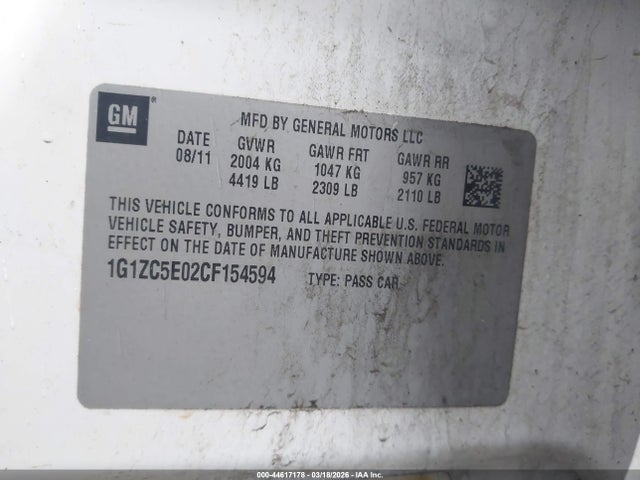 GM®
MFD BY GENERAL MOTORS LLC
DATE GVWR GAWR FRT GAWR RR
08/11 2004 KG 1047 KG 957 KG
4419 LB 2309 LB 2110 LB
THIS VEHICLE CONFORMS TO ALL APPLICABLE U.S. FEDERAL MOTOR
VEHICLE SAFETY, BUMPER, AND THEFT PREVENTION STANDARDS IN
EFFECT ON THE DATE OF MANUFACTURE SHOWN ABOVE.
1G1ZC5E02CF154594 TYPE: PASS CAR
000-44617178 - 03/18/2026 - WWW.IAAI.COM